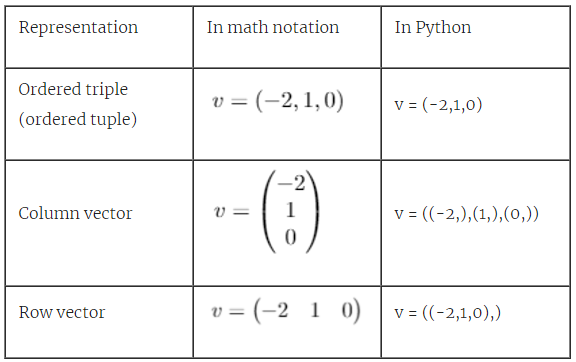 Representation
In math notation
In Python
Ordered triple
(ordered tuple)
v = (−2, 1, 0)
v = (-2,1,0)
Column vector
v =
−2
1
0
v = ((-2,),(1,),(0,))
Row vector
v = (−2 1 0)
v = ((-2,1,0),)